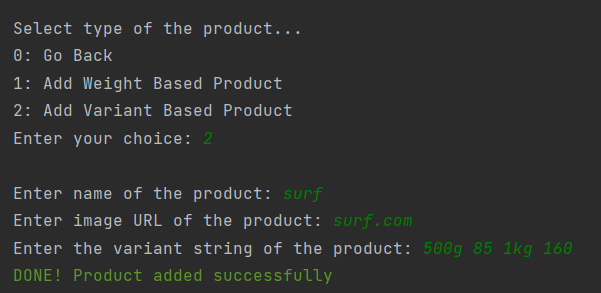 Select type of the product...
0: Go Back
1: Add Weight Based Product
2: Add Variant Based Product
Enter your choice: 2
Enter name of the product: surf
Enter image URL of the product: surf.com
Enter the variant string of the product: 500g 85 1kg 160
DONE! Product added successfully